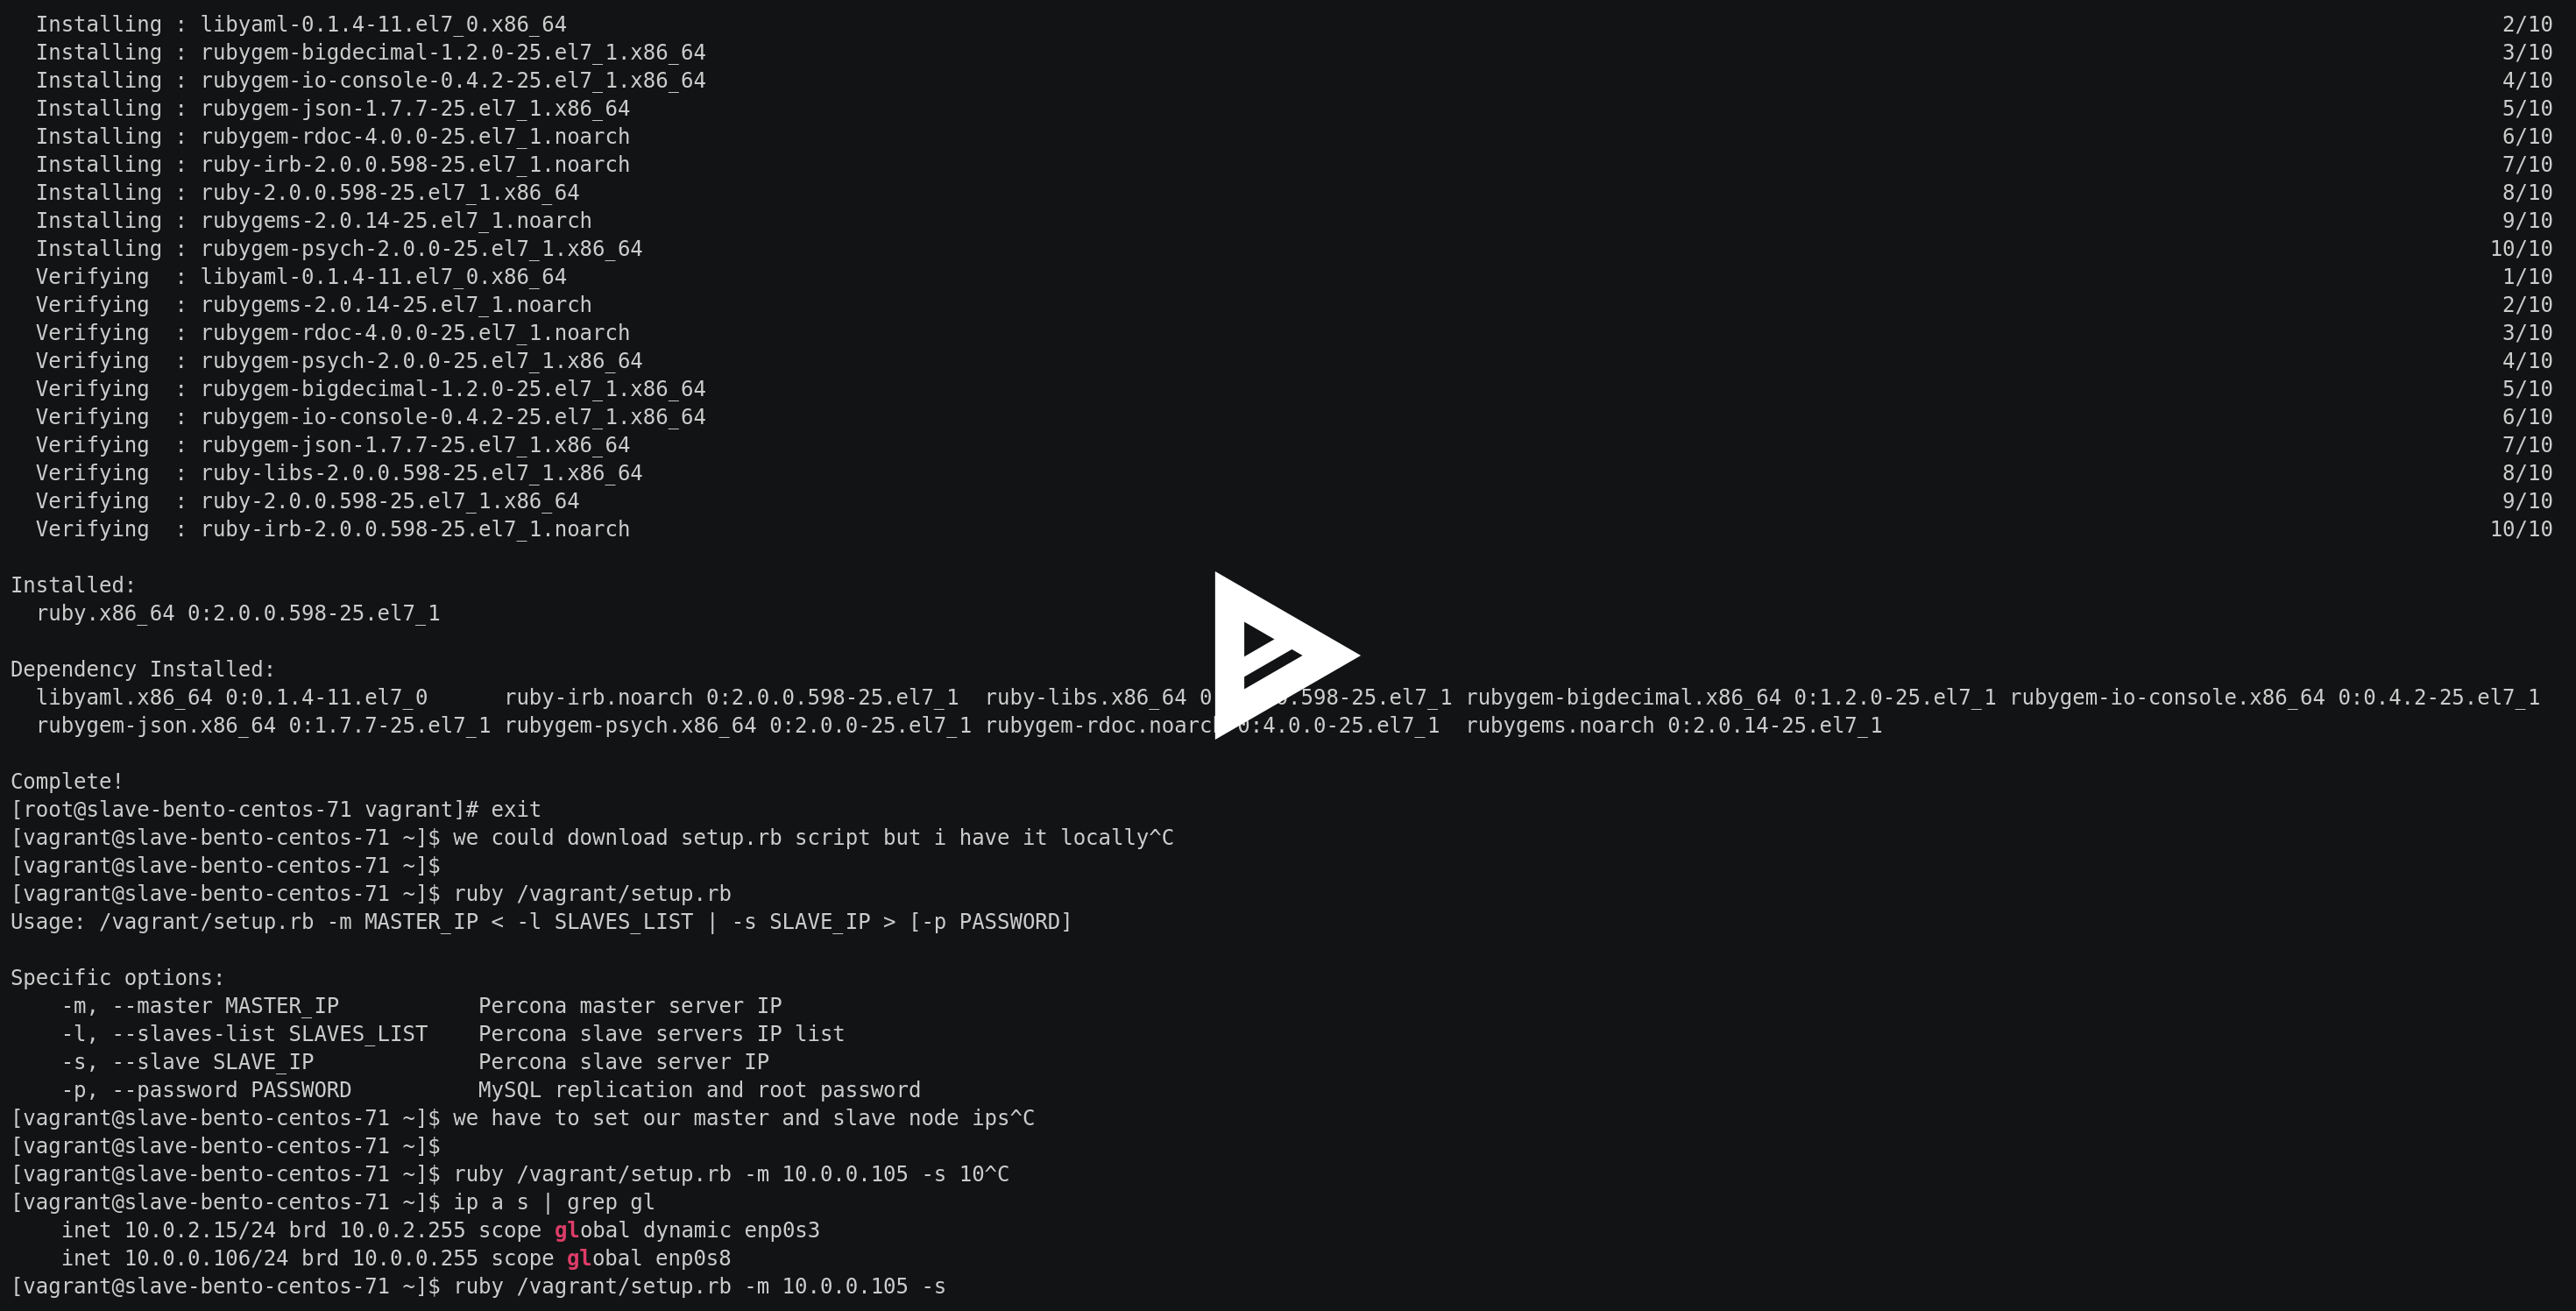 Installing : libyaml-0.1.4-11.el7_0.x86_64 2/10
Installing : rubygem-bigdecimal-1.2.0-25.el7_1.x86_64 3/10
Installing : rubygem-io-console-0.4.2-25.el7_1.x86_64 4/10
Installing : rubygem-json-1.7.7-25.el7_1.x86_64 5/10
Installing : rubygem-rdoc-4.0.0-25.el7_1.noarch 6/10
Installing : ruby-irb-2.0.0.598-25.el7_1.noarch 7/10
Installing : ruby-2.0.0.598-25.el7_1.x86_64 8/10
Installing : rubygems-2.0.14-25.el7_1.noarch 9/10
Installing : rubygem-psych-2.0.0-25.el7_1.x86_64 10/10
Verifying  : libyaml-0.1.4-11.el7_0.x86_64 1/10
Verifying  : rubygems-2.0.14-25.el7_1.noarch 2/10
Verifying  : rubygem-rdoc-4.0.0-25.el7_1.noarch 3/10
Verifying  : rubygem-psych-2.0.0-25.el7_1.x86_64 4/10
Verifying  : rubygem-bigdecimal-1.2.0-25.el7_1.x86_64 5/10
Verifying  : rubygem-io-console-0.4.2-25.el7_1.x86_64 6/10
Verifying  : rubygem-json-1.7.7-25.el7_1.x86_64 7/10
Verifying  : ruby-libs-2.0.0.598-25.el7_1.x86_64 8/10
Verifying  : ruby-2.0.0.598-25.el7_1.x86_64 9/10
Verifying  : ruby-irb-2.0.0.598-25.el7_1.noarch 10/10
Installed:
ruby.x86_64 0:2.0.0.598-25.el7_1
Dependency Installed:
libyaml.x86_64 0:0.1.4-11.el7_0 ruby-irb.noarch 0:2.0.0.598-25.el7_1 ruby-libs.x86_64 rubygem-bigdecimal.x86_64 0:1.2.0-25.el7_1 rubygem-io-console.x86_64 0:0.4.2-25.el7_1
rubygem-json.x86_64 0:1.7.7-25.el7_1 rubygem-psych.x86_64 0:2.0.0-25.el7_1 rubygem-rdoc.noarch 0:4.0.0-25.el7_1 rubygems.noarch 0:2.0.14-25.el7_1
Complete!
[root@slave-bento-centos-71 vagrant]# exit
[vagrant@slave-bento-centos-71 ~]$ we could download setup.rb script but i have it locally^C
[vagrant@slave-bento-centos-71 ~]$
[vagrant@slave-bento-centos-71 ~]$ ruby /vagrant/setup.rb
Usage: /vagrant/setup.rb -m MASTER_IP < -l SLAVES_LIST | -s SLAVE_IP > [-p PASSWORD]
Specific options:
-m, --master MASTER_IP Percona master server IP
-l, --slaves-list SLAVES_LIST Percona slave servers IP list
-s, --slave SLAVE_IP Percona slave server IP
-p, --password PASSWORD MySQL replication and root password
[vagrant@slave-bento-centos-71 ~]$ we have to set our master and slave node ips^C
[vagrant@slave-bento-centos-71 ~]$
[vagrant@slave-bento-centos-71 ~]$ ruby /vagrant/setup.rb -m 10.0.0.105 -s 10^C
[vagrant@slave-bento-centos-71 ~]$ ip a s | grep gl
inet 10.0.2.15/24 brd 10.0.2.255 scope global dynamic enp0s3
inet 10.0.0.106/24 brd 10.0.0.255 scope global enp0s8
[vagrant@slave-bento-centos-71 ~]$ ruby /vagrant/setup.rb -m 10.0.0.105 -s